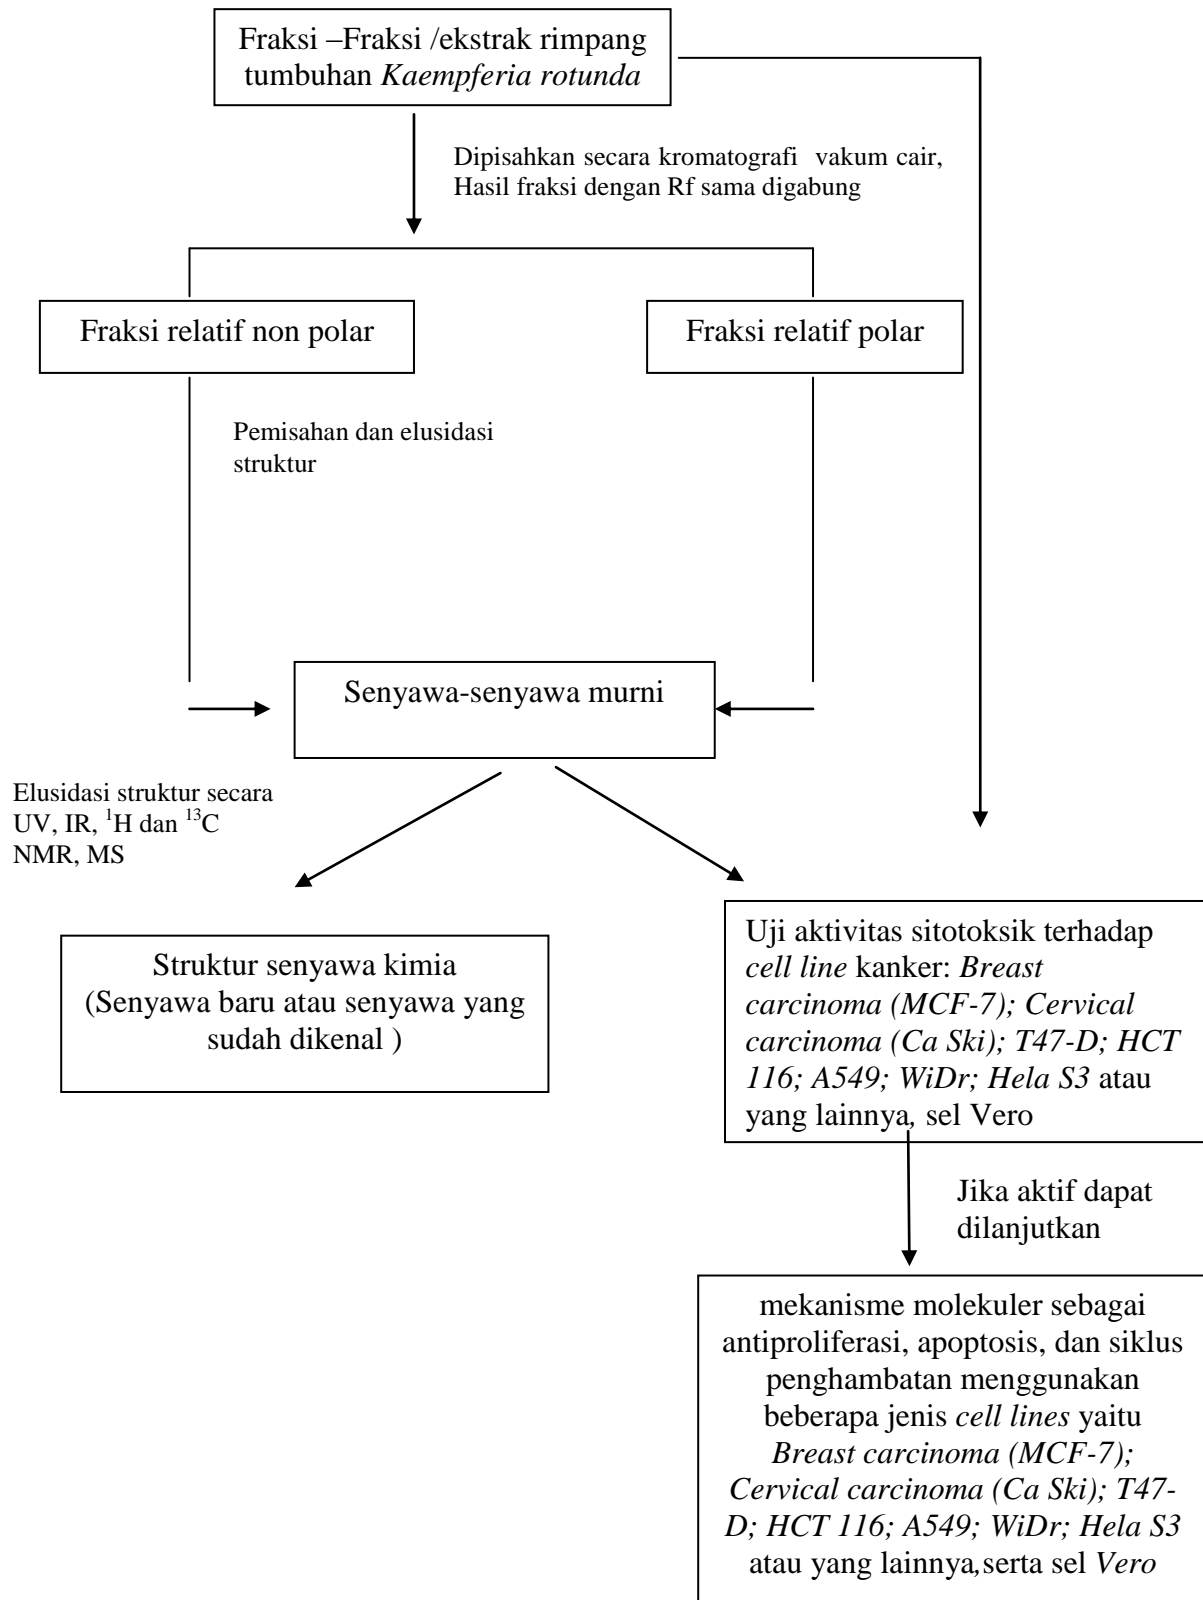 Fraksi –Fraksi /ekstrak rimpang
tumbuhan Kaempferia rotunda
Dipisahkan secara kromatografi vakum cair,
Hasil fraksi dengan Rf sama digabung
Fraksi relatif non polar
Fraksi relatif polar
Pemisahan dan elusidasi
struktur
Senyawa-senyawa murni
Elusidasi struktur secara
UV, IR, ¹H dan ¹³C
NMR, MS
Struktur senyawa kimia
(Senyawa baru atau senyawa yang
sudah dikenal )
Uji aktivitas sitotoksik terhadap
cell line kanker: Breast
carcinoma (MCF-7); Cervical
carcinoma (Ca Ski); T47-D; HCT
116; A549; WiDr; Hela S3 atau
yang lainnya, sel Vero
Jika aktif dapat
dilanjutkan
mekanisme molekuler sebagai
antiproliferasi, apoptosis, dan siklus
penghambatan menggunakan
beberapa jenis cell lines yaitu
Breast carcinoma (MCF-7);
Cervical carcinoma (Ca Ski); T47-
D; HCT 116; A549; WiDr; Hela S3
atau yang lainnya,serta sel Vero